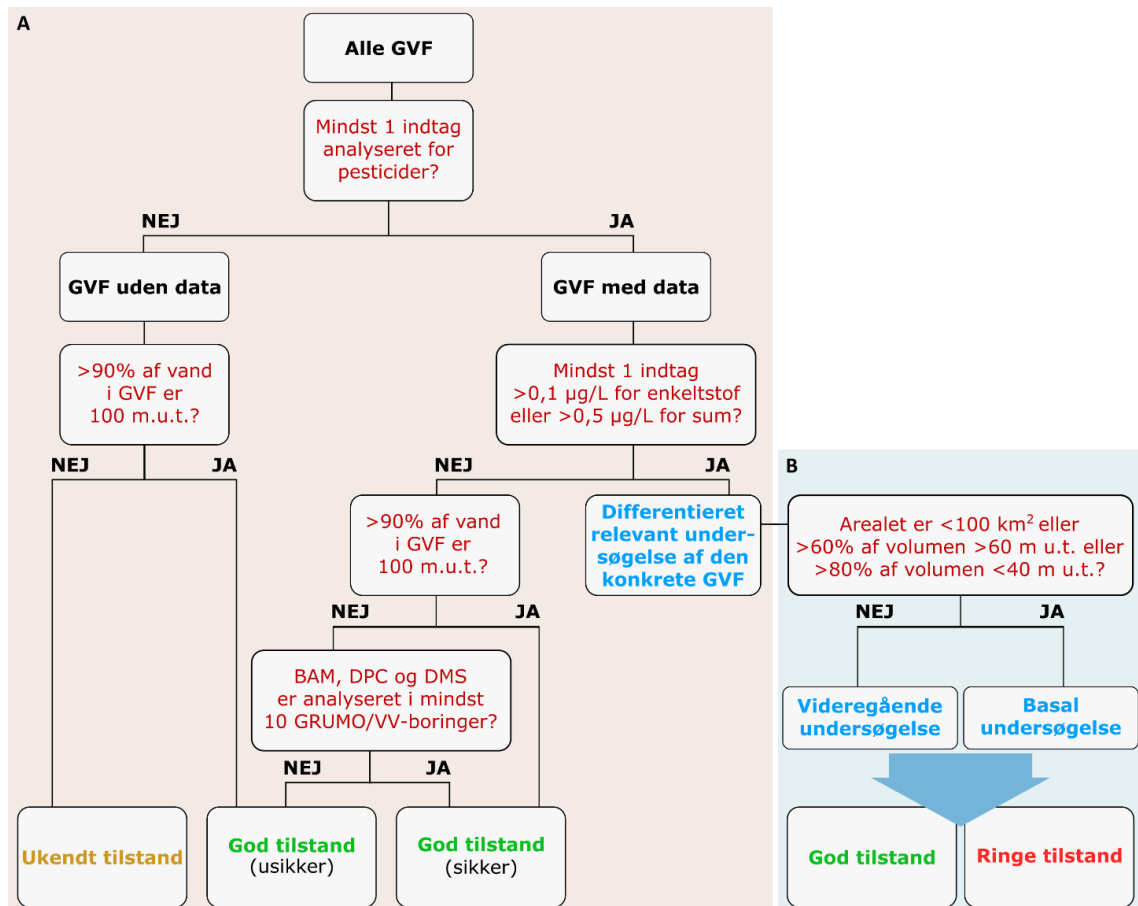 A
Alle GVF
Mindst 1 indtag
analyseret for
pesticider?
NEJ
JA
GVF uden data
GVF med data
>90% af vand
i GVF er
100 m.u.t.?
Mindst 1 indtag
>0,1 µg/L for enkeltstof
eller >0,5 µg/L for sum?
NEJ
JA
NEJ
JA
>90% af vand
i GVF er
100 m.u.t.?
Differentieret
relevant under-
søgelse af den
konkrete GVF
NEJ
JA
BAM, DPC og DMS
er analyseret i mindst
10 GRUMO/VV-boringer?
NEJ
JA
Ukendt tilstand
God tilstand
(usikker)
God tilstand
(sikker)
B
Arealet er <100 km² eller
>60% af volumen >60 m u.t. eller
>80% af volumen <40 m u.t.?
NEJ
JA
Videregående
undersøgelse
Basal
undersøgelse
God tilstand
Ringe tilstand